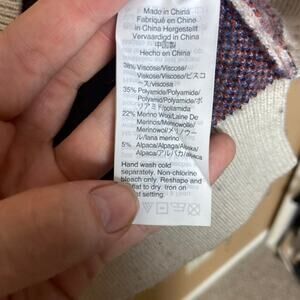 Made in China
Fabriqué en Chine
In China Hergestellt
Vervaardigd in China
中国製
Hecho en China
38% Viscose/Viscose/
Viskose/Viscose/ビスコ
ース/viscosa
35% Polyamide/Polyamide/
Polyamid/Polyamide/ポ
リアミド/poliamida
22% Merino Wool/Laine De
Merinos/Merinowolle/
Merinowol/メリノウー
ル/lana merino
5% Alpaca/Alpaga/Alpaka/
Alpaca/アルパカ/alpaca
Hand wash cold
separately. Non-chlorine
bleach only. Reshape and
flat to dry. Iron on
setting.